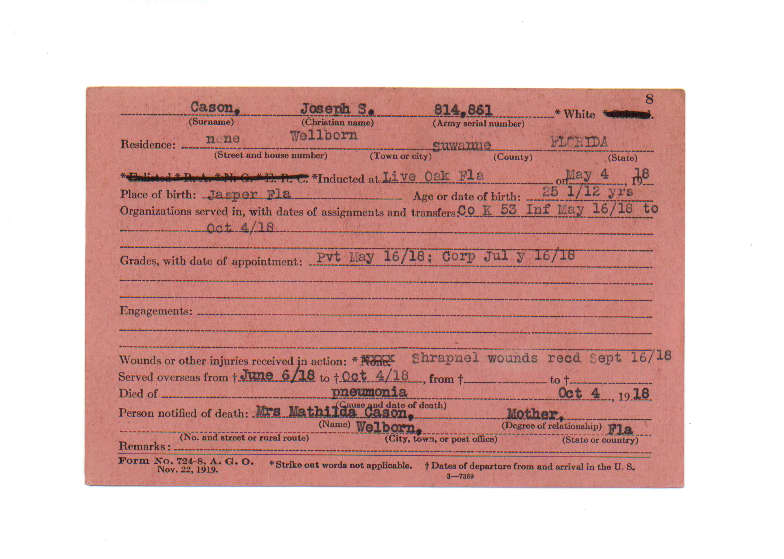 8
Cason, Joseph S. 814,861 * White * Colored.
(Surname) (Christian name) (Army serial number)
Residence: none Wellborn suwanne FLORIDA
(Street and house number) (Town or city) (County) (State)
*Enlisted * R. A. * N. G. * E. R. C. *Inducted at Live Oak Fla on May 4, 1918
Place of birth: Jasper Fla Age or date of birth: 25 1/12 yrs
Organizations served in, with dates of assignments and transfers: Co K 53 Inf May 16/18 to
Oct 4/18
Grades, with date of appointment: Pvt May 16/18; Corp Jul y 16/18
Engagements:
Wounds or other injuries received in action: * None. Shrapnel wounds recd Sept 16/18
Served overseas from † June 6/18 to † Oct 4/18, from † to †
Died of pneumonia Oct 4, 1918
(Cause and date of death)
Person notified of death: Mrs Mathilda Cason, Mother,
(Name) (Degree of relationship)
Welborn, Fla
(No. and street or rural route) (City, town, or post office) (State or country)
Remarks:
Form No. 724-8, A. G. O. *Strike out words not applicable. † Dates of departure from and arrival in the U. S.
Nov. 22, 1919. 3—7369